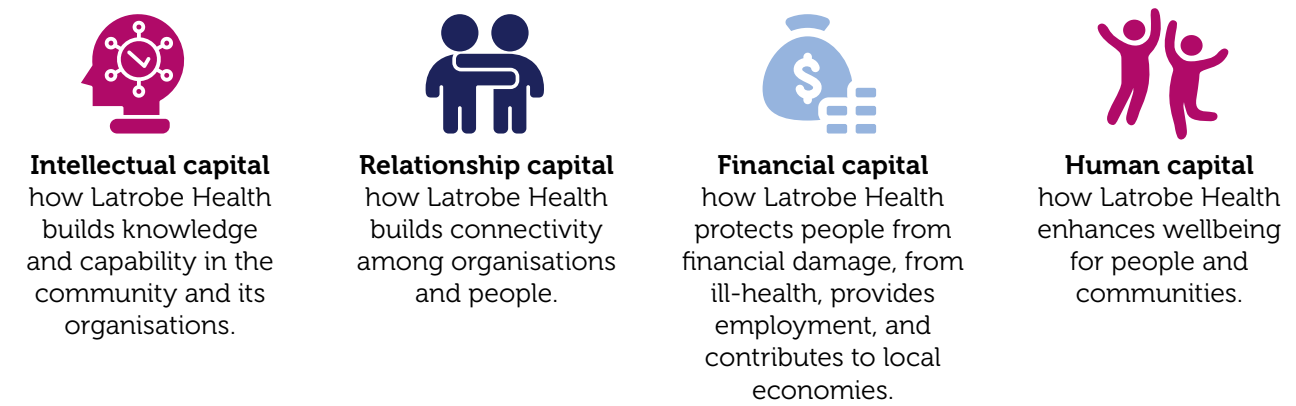 Intellectual capital
how Latrobe Health
builds knowledge
and capability in the
community and its
organisations.
Relationship capital
how Latrobe Health
builds connectivity
among organisations
and people.
Financial capital
how Latrobe Health
protects people from
financial damage, from
ill-health, provides
employment, and
contributes to local
economies.
Human capital
how Latrobe Health
enhances wellbeing
for people and
communities.
$